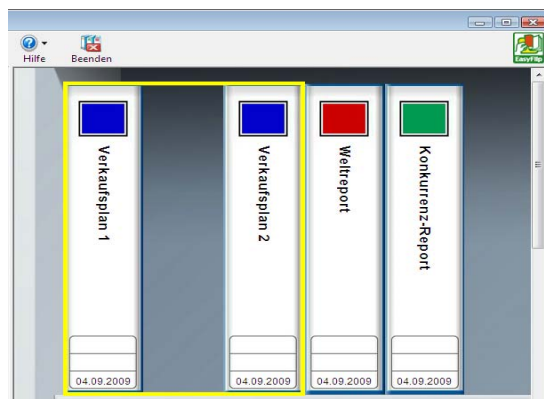 Hilfe
Beenden
EasyFlip
Verkaufsplan 1
Verkaufsplan 2
Weltreport
Konkurrenz-Report
04.09.2009
04.09.2009
04.09.2009
04.09.2009